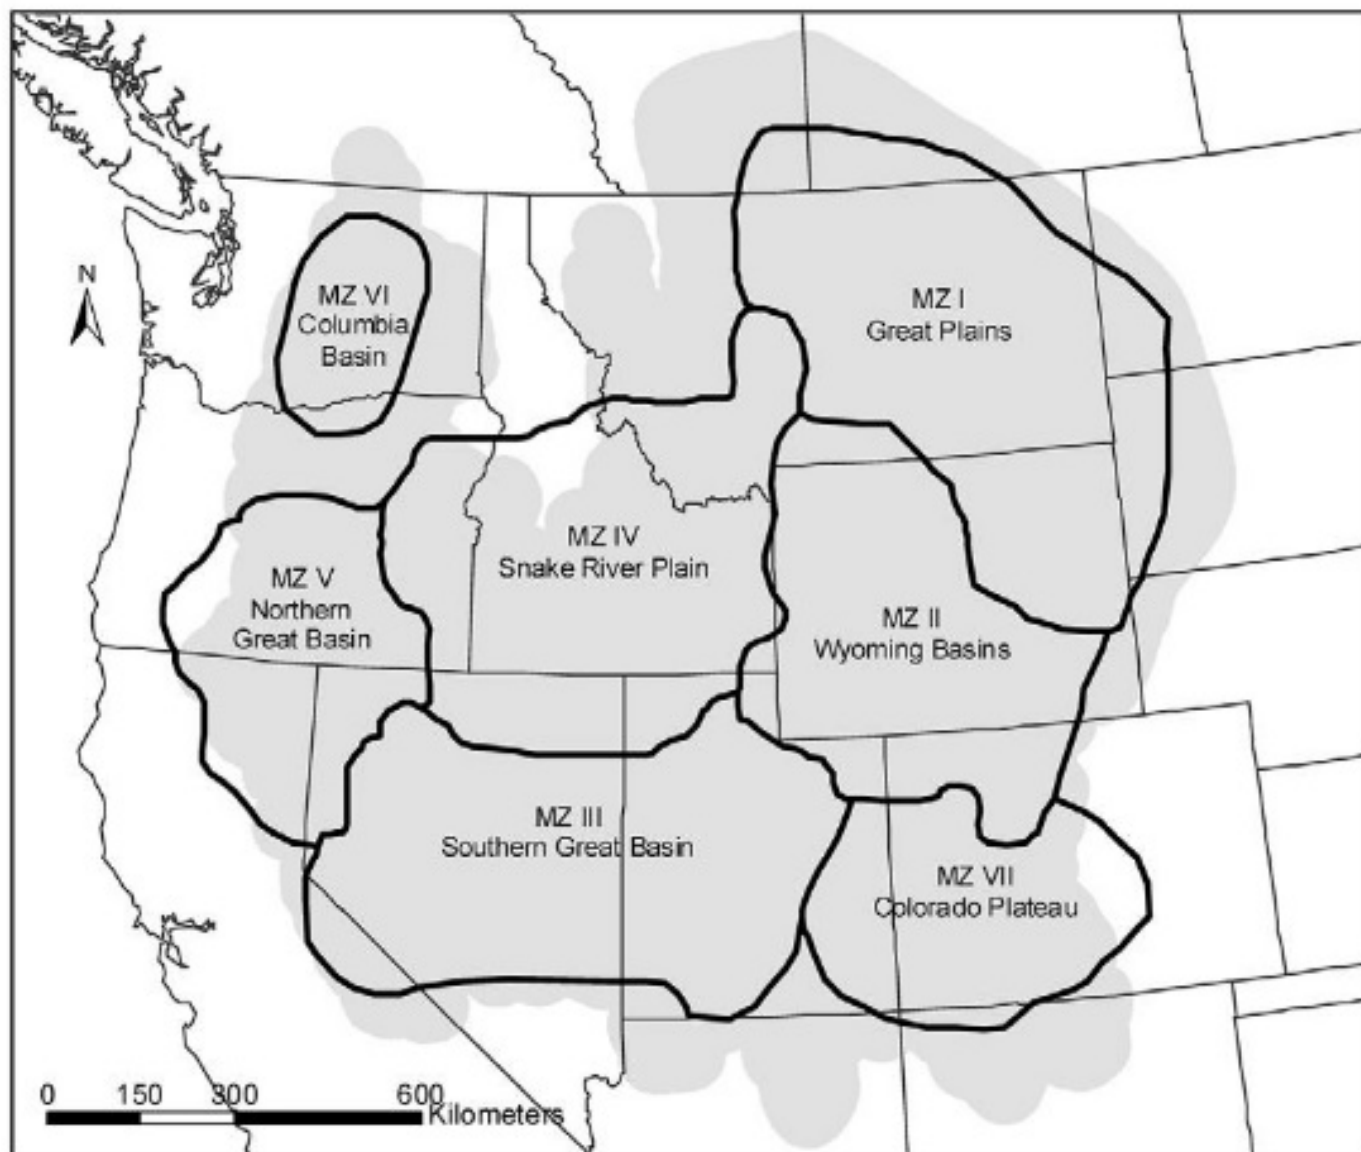 N
MZ VI
Columbia
Basin
MZ I
Great Plains
MZ IV
Snake River Plain
MZ V
Northern
Great Basin
MZ II
Wyoming Basins
MZ III
Southern Great Basin
MZ VII
Colorado Plateau
0 150 300 600
Kilometers